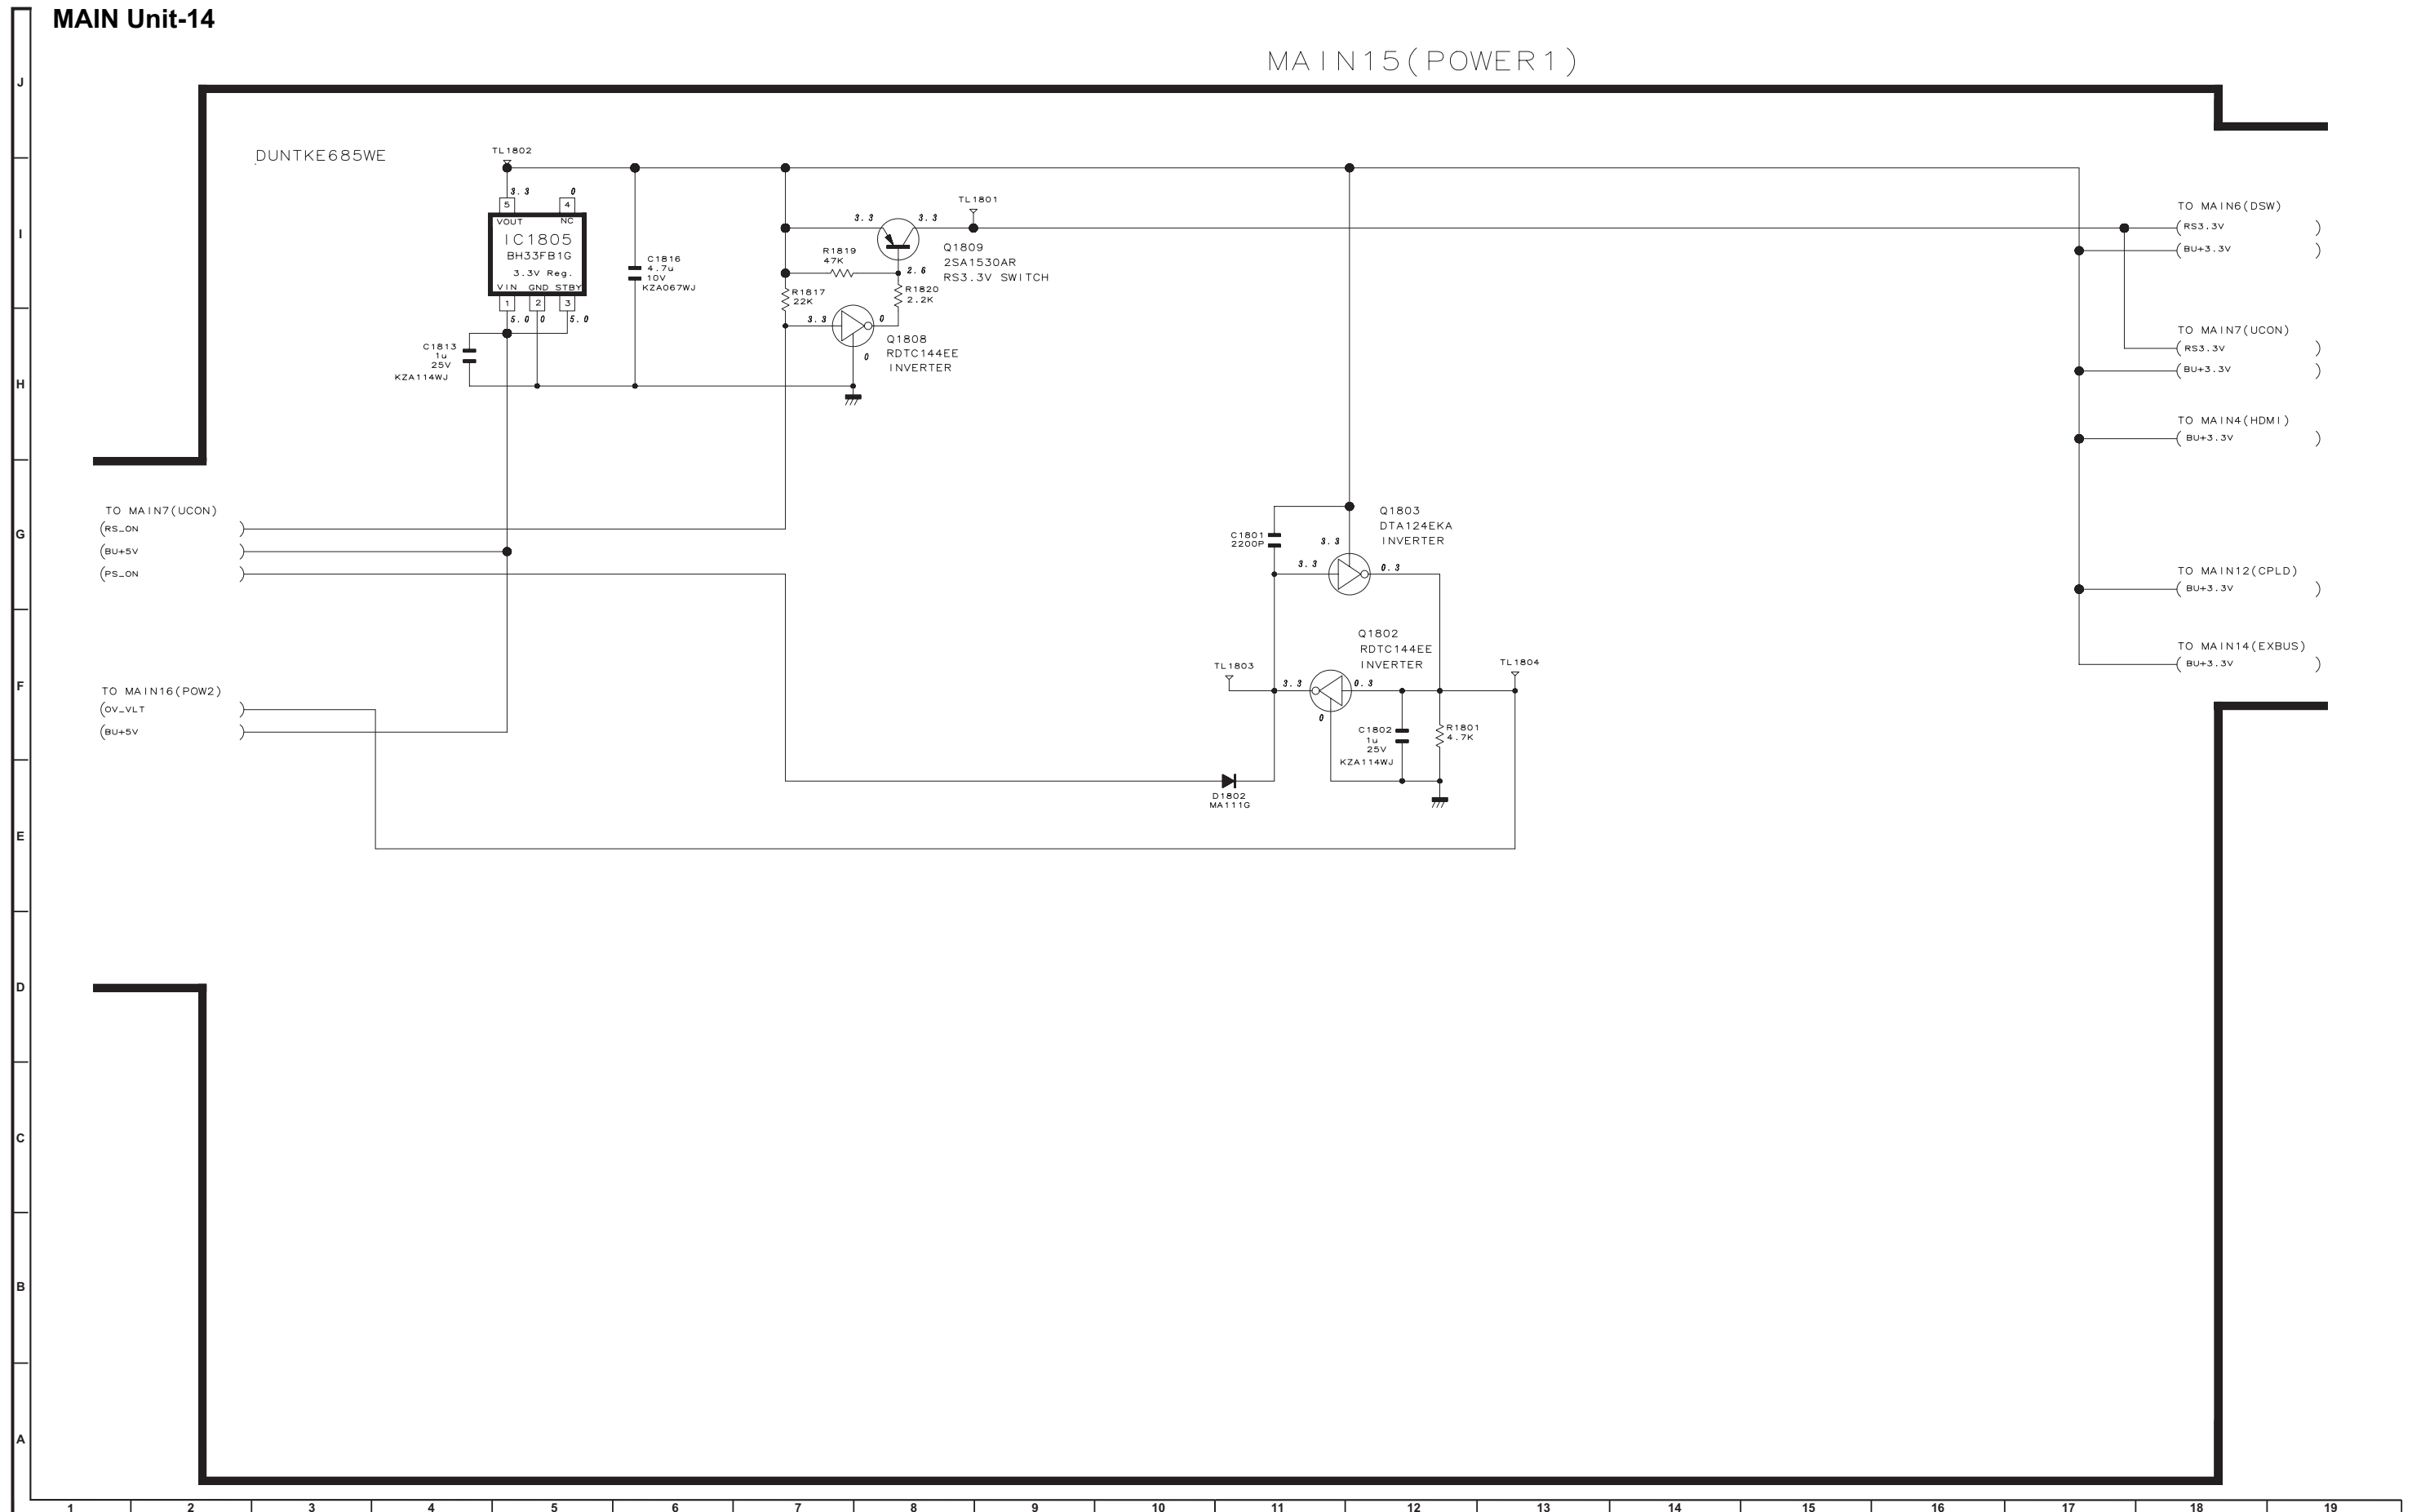 MAIN Unit-14
MAIN15(POWER1)
J
I
H
G
F
E
D
C
B
A
DUNTKE685WE
TL1802
3.3
0
5
4
VOUT
NC
IC1805
BH33FB1G
3.3V Reg.
VIN GND STBY
1
2
3
5.0
0
5.0
C1813
1u
25V
KZA114WJ
C1816
4.7u
10V
KZA067WJ
TL1801
3.3
3.3
R1819
47K
Q1809
2SA1530AR
RS3.3V SWITCH
2.6
R1817
22K
R1820
2.2K
3.3
0
Q1808
RDTC144EE
INVERTER
0
TO MAIN6(DSW)
RS3.3V
BU+3.3V
TO MAIN7(UCON)
RS3.3V
BU+3.3V
TO MAIN4(HDMI)
BU+3.3V
TO MAIN12(CPLD)
BU+3.3V
TO MAIN14(EXBUS)
BU+3.3V
TO MAIN7(UCON)
RS_ON
BU+5V
PS_ON
TO MAIN16(POW2)
OV_VLT
BU+5V
C1801
2200P
Q1803
DTA124EKA
INVERTER
3.3
3.3
0.3
Q1802
RDTC144EE
INVERTER
TL1803
TL1804
3.3
0.3
0
C1802
1u
25V
KZA114WJ
R1801
4.7K
D1802
MA111G
1 2 3 4 5 6 7 8 9 10 11 12 13 14 15 16 17 18 19